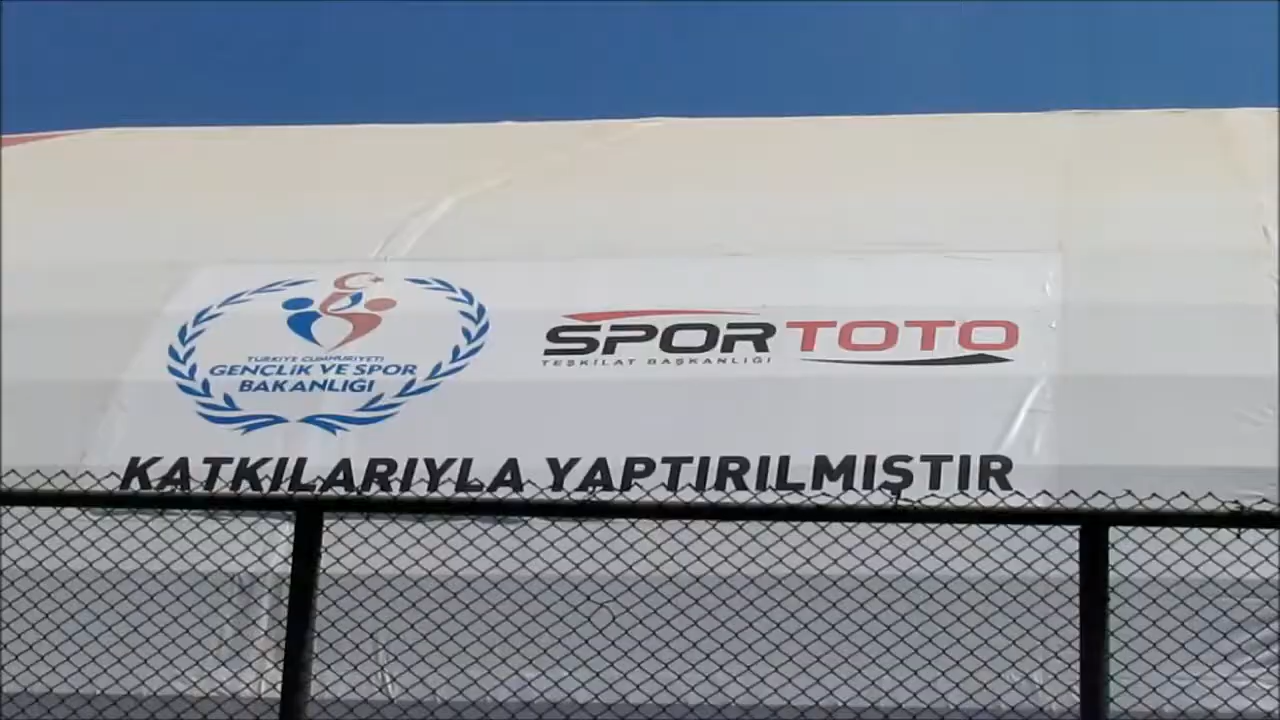 TÜRKİYE CUMHURİYETİ
GENÇLİK VE SPOR
BAKANLIĞI
SPOR TOTO
TEŞKİLAT BAŞKANLIĞI
KATKILARIYLA YAPTIRILMIŞTIR